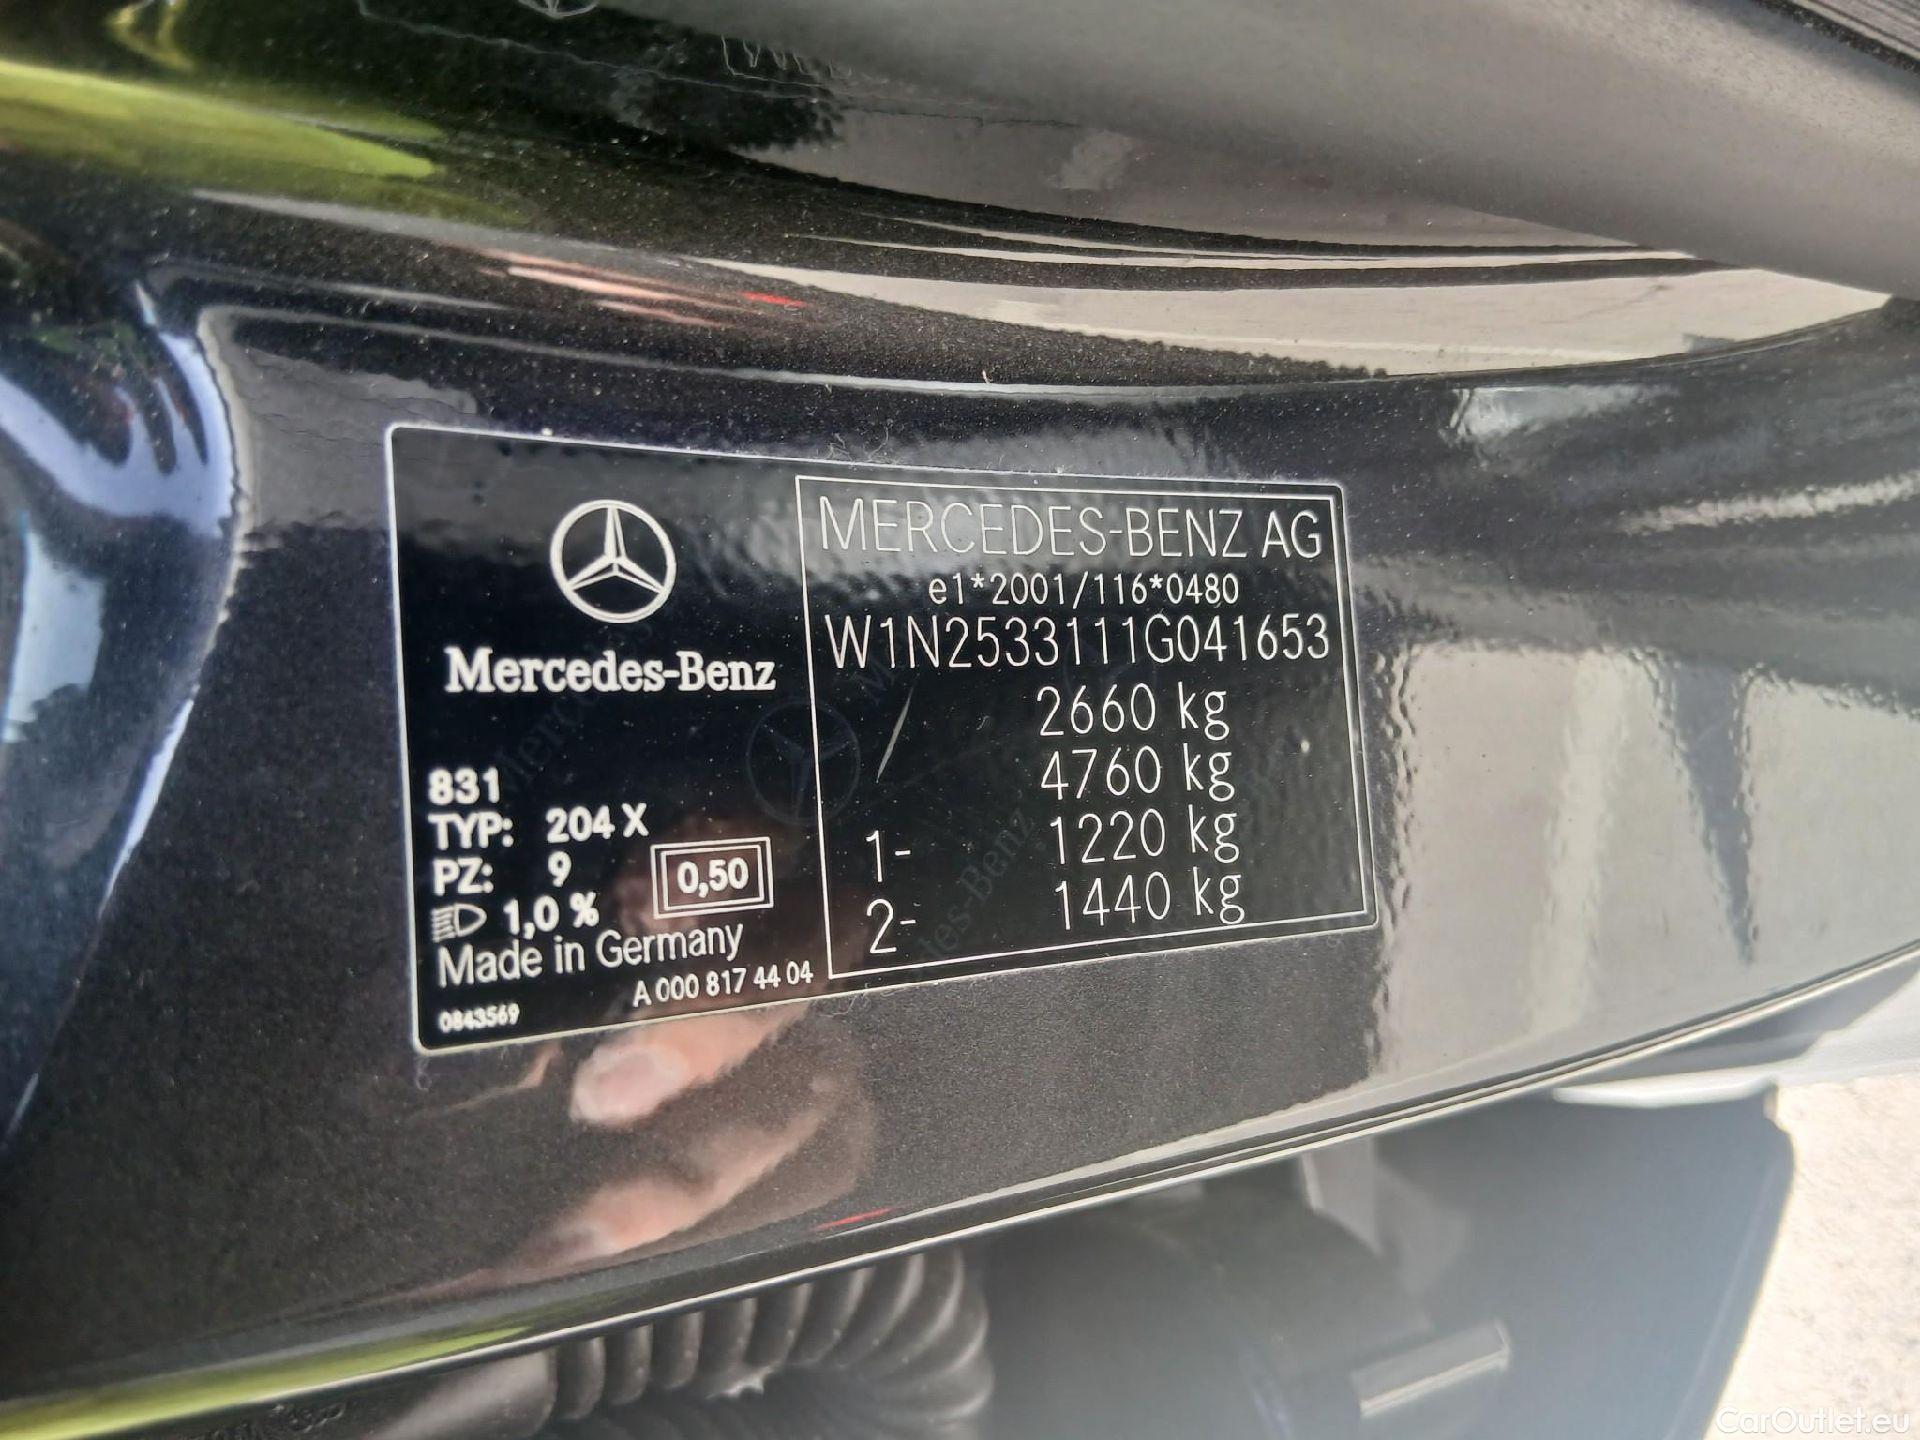 Mercedes-Benz
831
TYP: 204 X
PZ: 9
1,0 %
0,50
Made in Germany
A 000 817 44 04
0843569
MERCEDES-BENZ AG
e1*2001/116*0480
W1N2533111G041653
2660 kg
4760 kg
1- 1220 kg
2- 1440 kg
CarOutlet.eu